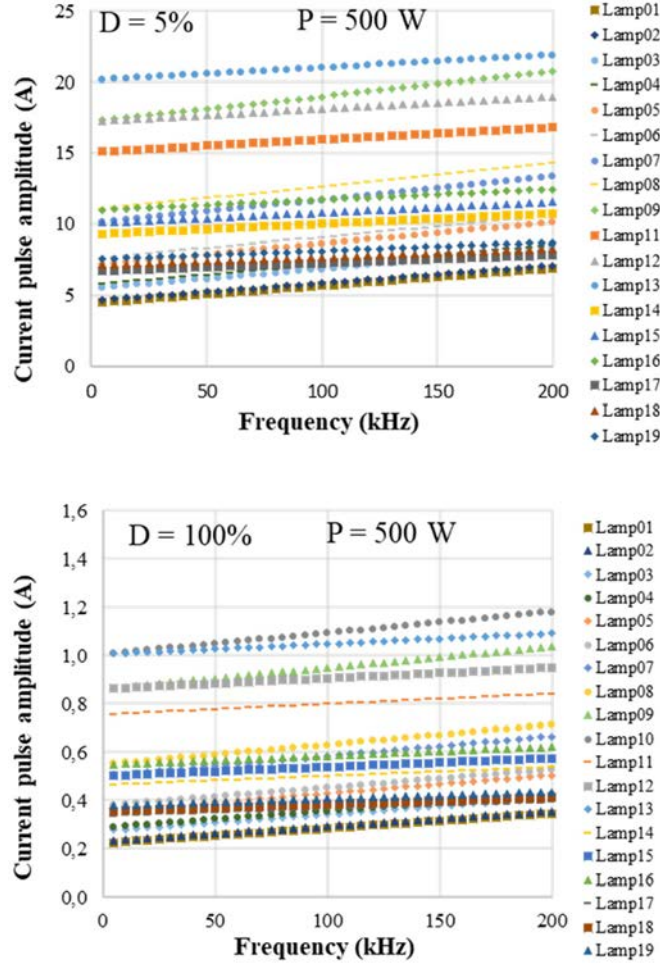 25
20
15
10
5
0
D = 5% P = 500 W
0 50 100 150 200
Current pulse amplitude (A)
Frequency (kHz)
Lamp01
Lamp02
Lamp03
Lamp04
Lamp05
Lamp06
Lamp07
Lamp08
Lamp09
Lamp11
Lamp12
Lamp13
Lamp14
Lamp15
Lamp16
Lamp17
Lamp18
Lamp19
1,6
1,4
1,2
1,0
0,8
0,6
0,4
0,2
0,0
D = 100% P = 500 W
0 50 100 150 200
Current pulse amplitude (A)
Frequency (kHz)
Lamp01
Lamp02
Lamp03
Lamp04
Lamp05
Lamp06
Lamp07
Lamp08
Lamp09
Lamp10
Lamp11
Lamp12
Lamp13
Lamp14
Lamp15
Lamp16
Lamp17
Lamp18
Lamp19